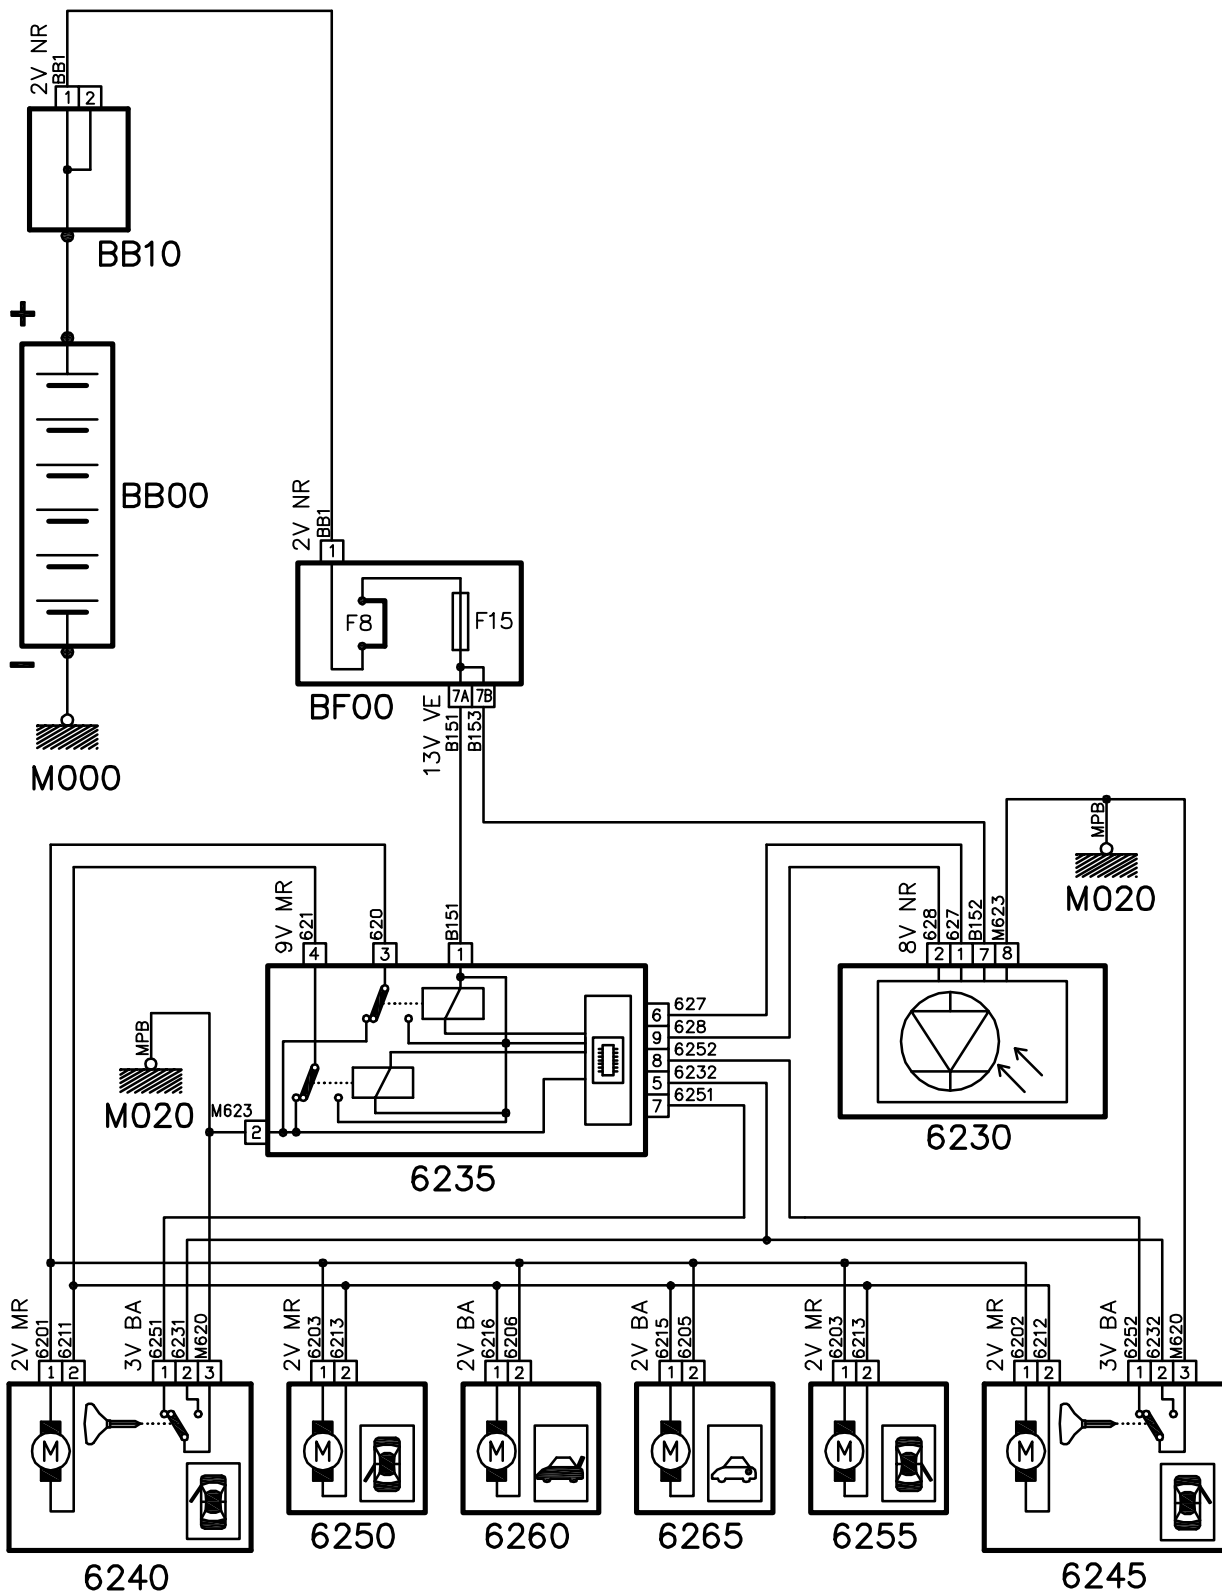 2V NR
BB1
1 2
BB10
+
BB00
2V NR
BB1
1
F8
F15
−
BF00
7A 7B
13V VE
B151
B153
M000
MPB
M020
9V MR
621
620
B151
4
3
1
8V NR
628
627
B152
M623
2 1 7 8
MPB
M020
M623
2
6 627
9 628
8 6252
5 6232
7 6251
6235
6230
2V MR
6201
6211
3V BA
6251
6231
M620
2V MR
6203
6213
2V BA
6216
6206
2V BA
6215
6205
2V MR
6203
6213
2V MR
6202
6212
3V BA
6252
6232
M620
1 2
1 2 3
1 2
1 2
1 2
1 2
1 2
1 2 3
M
M
M
M
M
M
6240
6250
6260
6265
6255
6245